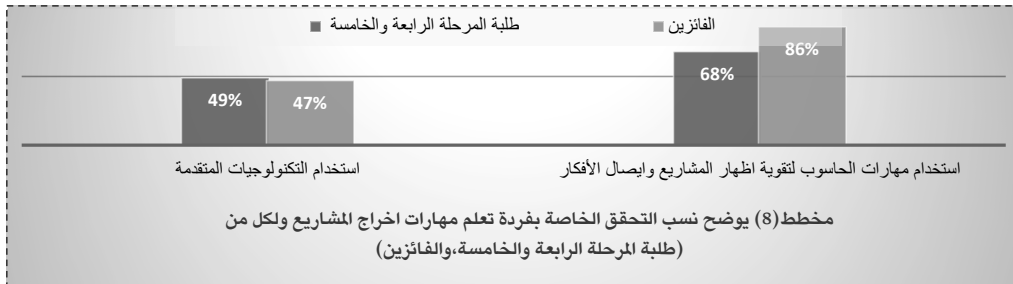 الفائزين طلبة المرحلة الرابعة والخامسة
86%
68%
47%
49%
استخدام مهارات الحاسوب لتقوية اظهار المشاريع وايصال الأفكار
استخدام التكنولوجيات المتقدمة
مخطط(8) يوضح نسب التحقق الخاصة بفردة تعلم مهارات اخراج المشاريع ولكل من
(طلبة المرحلة الرابعة والخامسة،والفائزين)